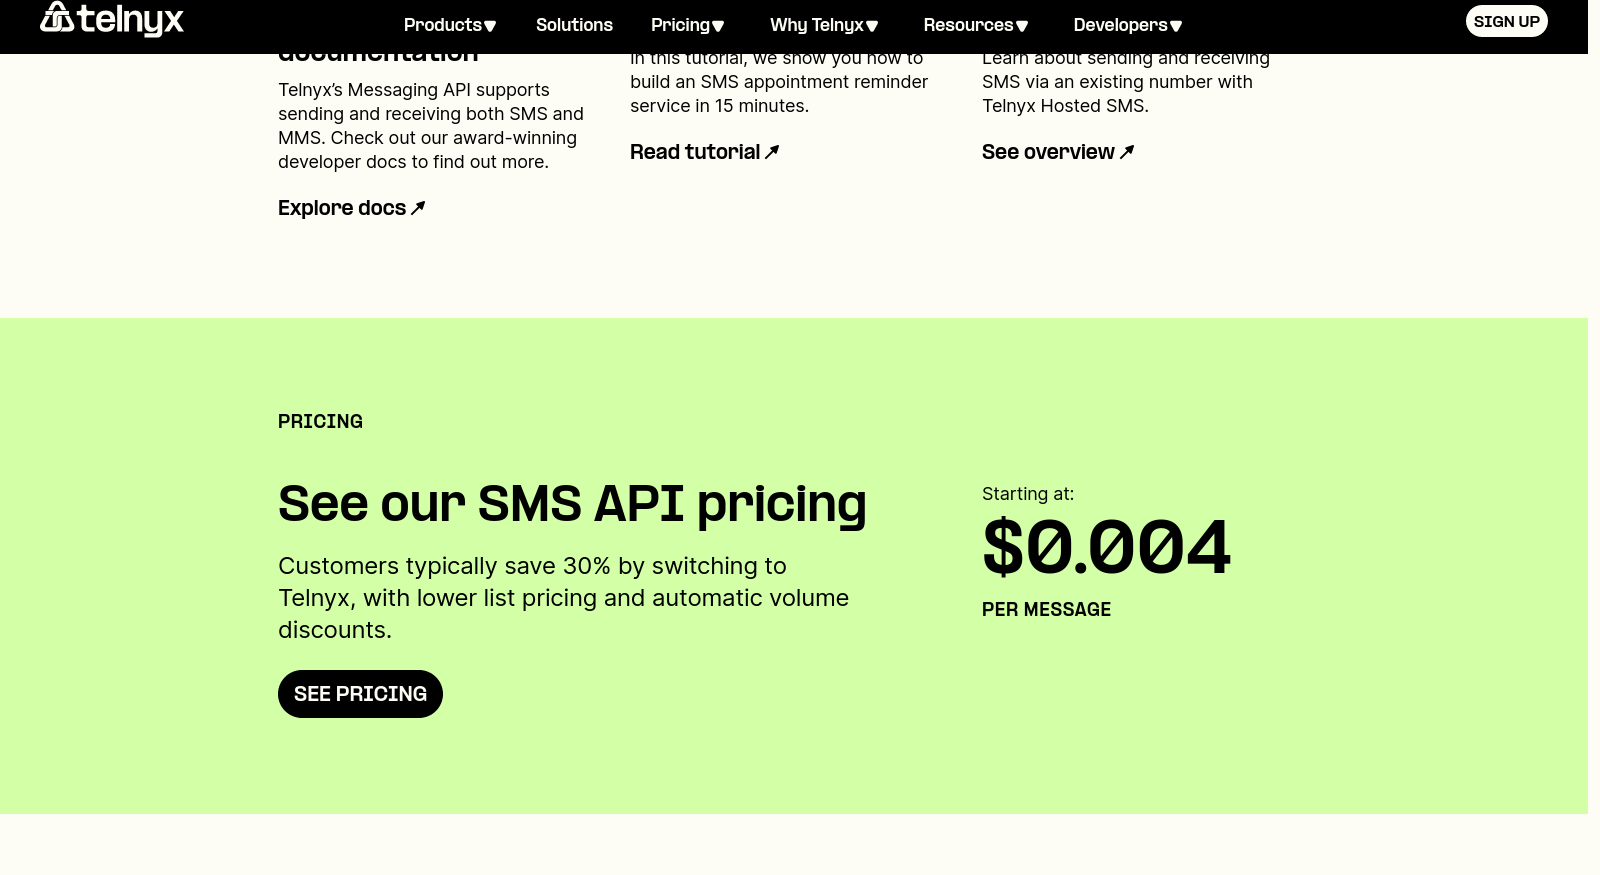 telnyx
Products
Solutions
Pricing
Why Telnyx
Resources
Developers
SIGN UP
documentation
Telnyx’s Messaging API supports
sending and receiving both SMS and
MMS. Check out our award-winning
developer docs to find out more.
Explore docs
In this tutorial, we show you how to
build an SMS appointment reminder
service in 15 minutes.
Read tutorial
Learn about sending and receiving
SMS via an existing number with
Telnyx Hosted SMS.
See overview
PRICING
See our SMS API pricing
Customers typically save 30% by switching to
Telnyx, with lower list pricing and automatic volume
discounts.
SEE PRICING
Starting at:
$0.004
PER MESSAGE